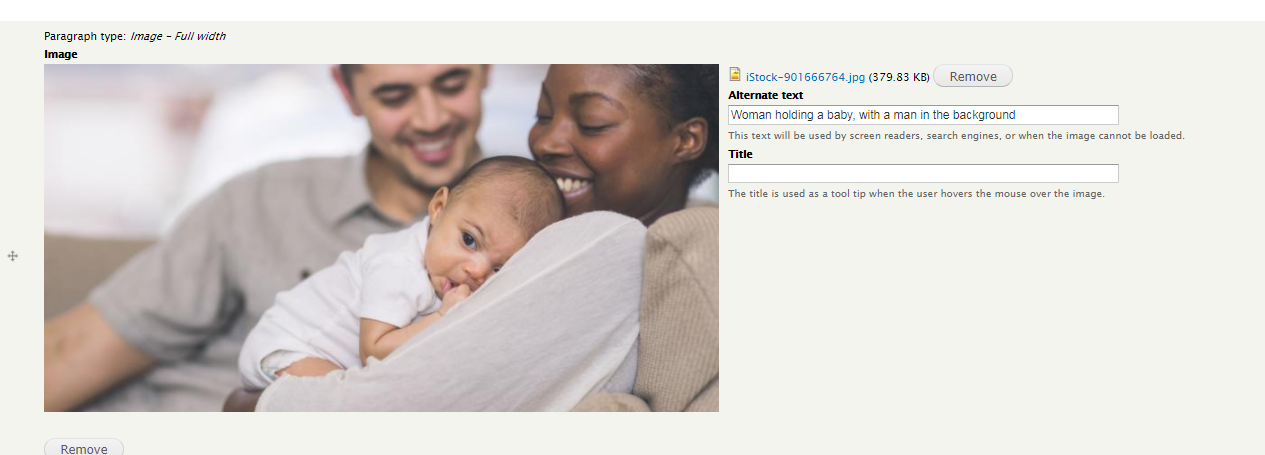 Paragraph type: Image – Full width
Image
iStock-901666764.jpg (379.83 KB) Remove
Alternate text
Woman holding a baby, with a man in the background
This text will be used by screen readers, search engines, or when the image cannot be loaded.
Title
The title is used as a tool tip when the user hovers the mouse over the image.
Remove